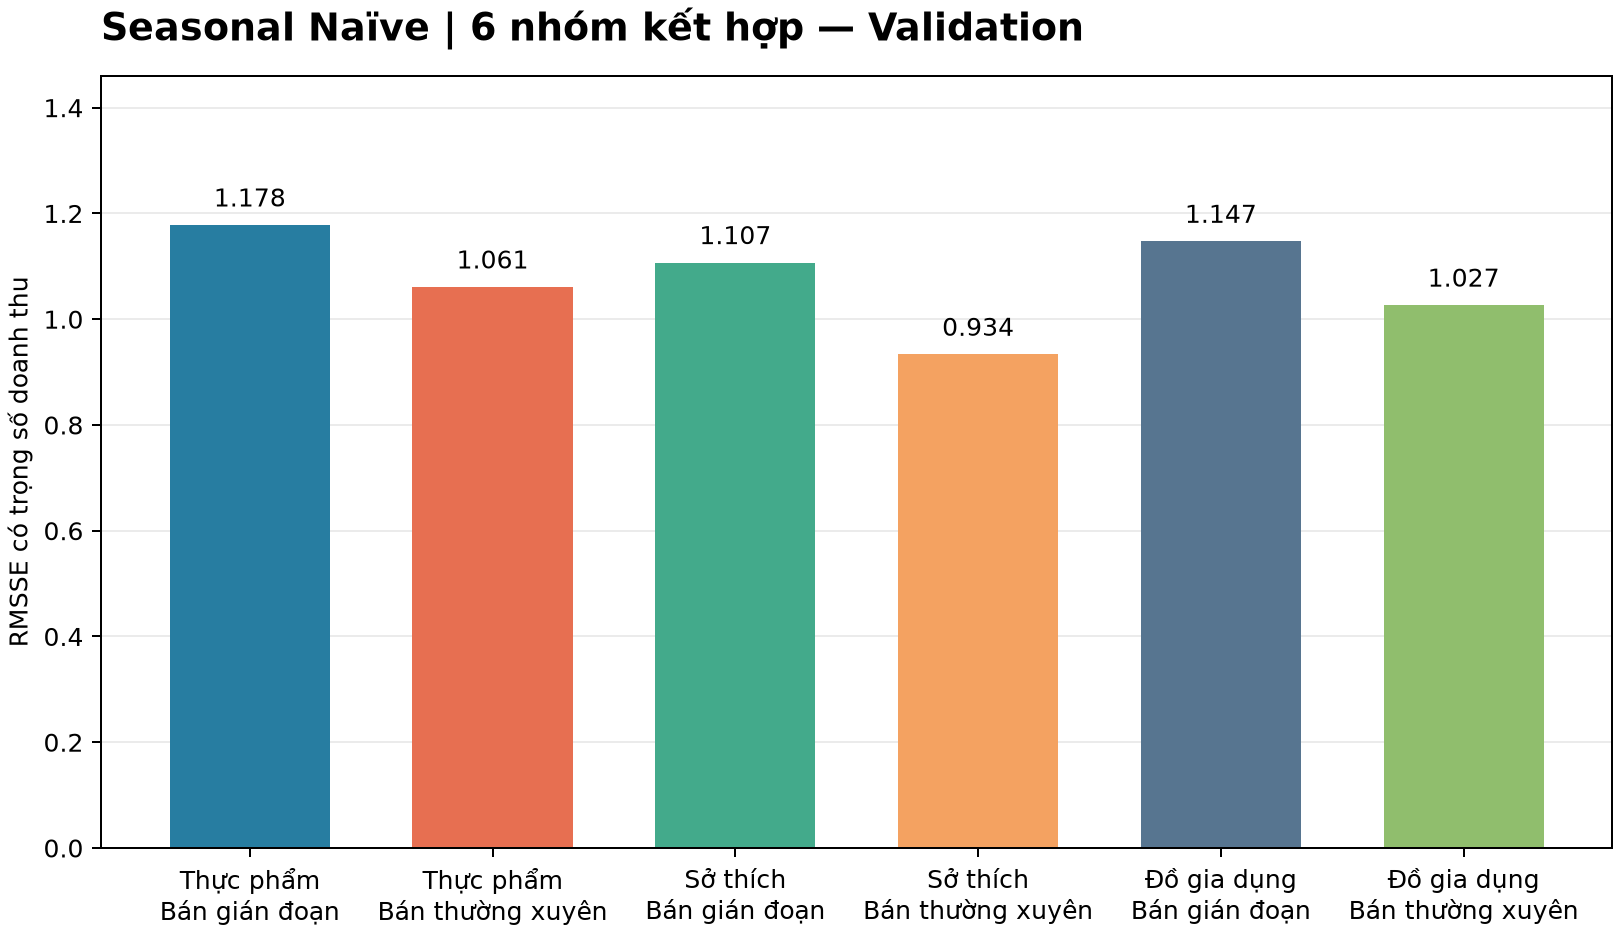 Seasonal Naïve | 6 nhóm kết hợp — Validation
RMSSE có trọng số doanh thu
1.4
1.2
1.0
0.8
0.6
0.4
0.2
0.0
1.178
1.061
1.107
0.934
1.147
1.027
Thực phẩm
Bán gián đoạn
Thực phẩm
Bán thường xuyên
Sở thích
Bán gián đoạn
Sở thích
Bán thường xuyên
Đồ gia dụng
Bán gián đoạn
Đồ gia dụng
Bán thường xuyên